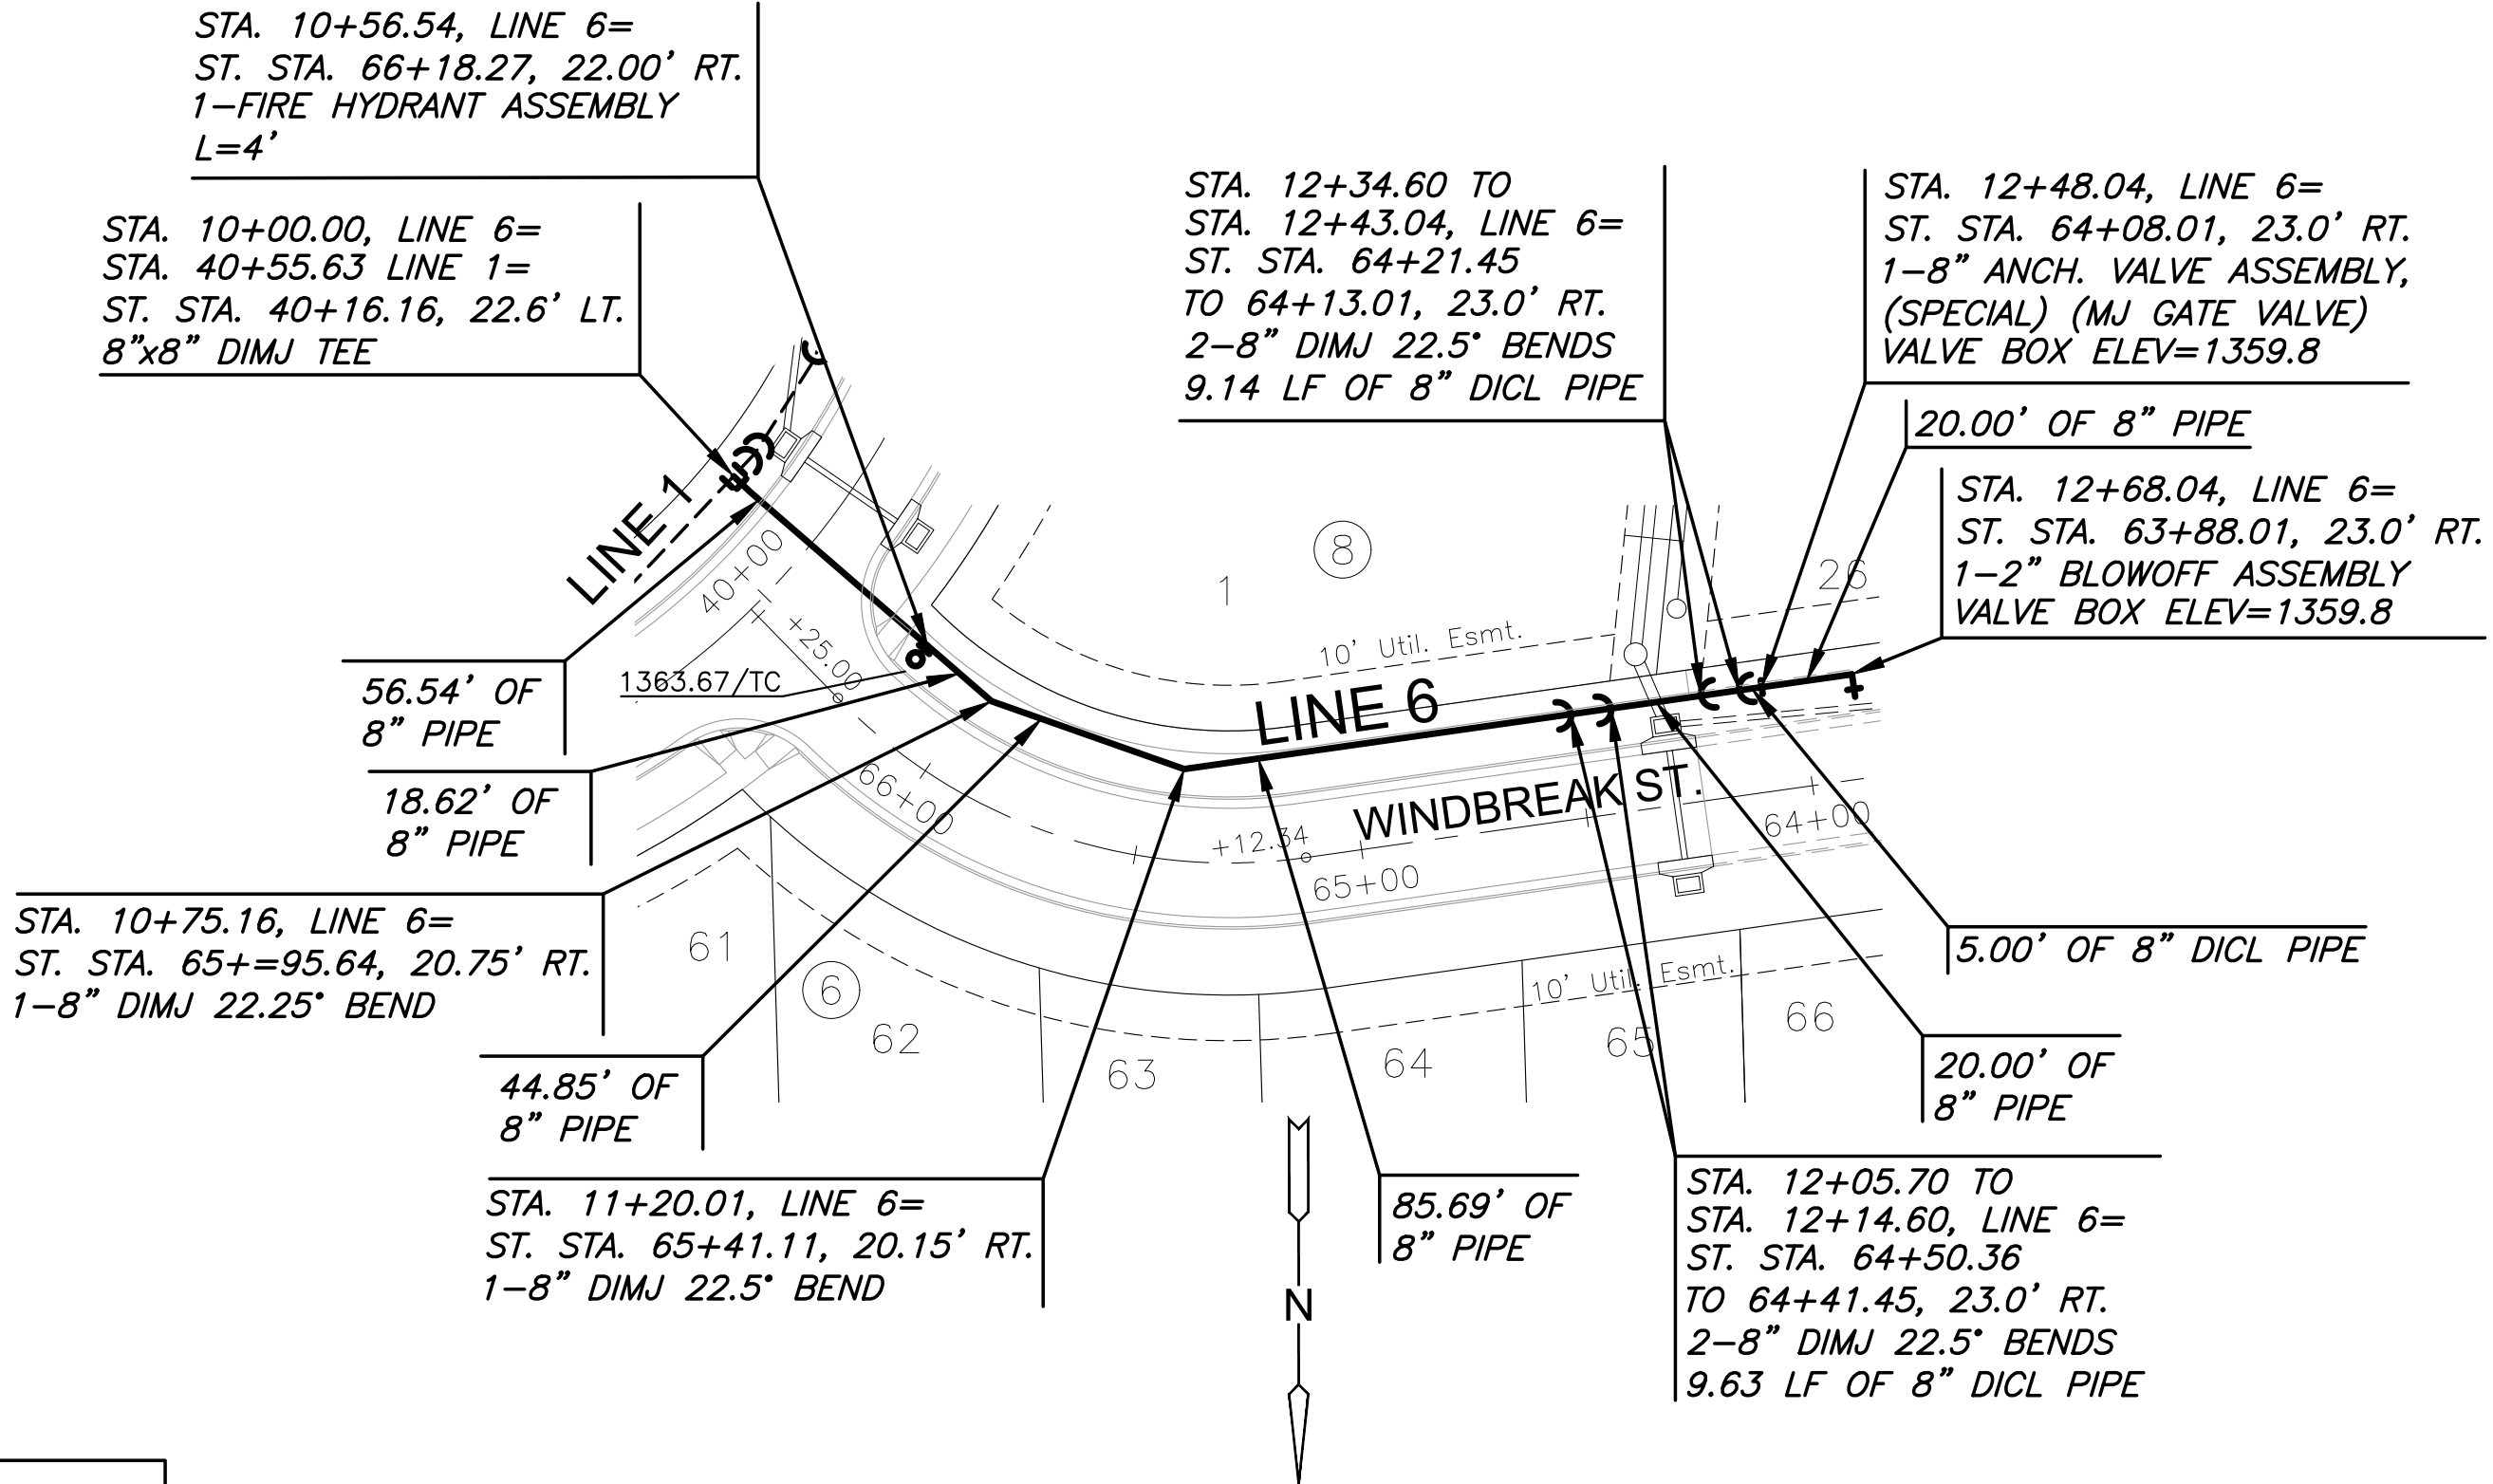 STA. 10+56.54, LINE 6=
ST. STA. 66+18.27, 22.00' RT.
1-FIRE HYDRANT ASSEMBLY
L=4'
STA. 10+00.00, LINE 6=
STA. 40+55.63 LINE 1=
ST. STA. 40+16.16, 22.6' LT.
8"x8" DIMJ TEE
STA. 12+34.60 TO
STA. 12+43.04, LINE 6=
ST. STA. 64+21.45
TO 64+13.01, 23.0' RT.
2-8" DIMJ 22.5° BENDS
9.14 LF OF 8" DICL PIPE
STA. 12+48.04, LINE 6=
ST. STA. 64+08.01, 23.0' RT.
1-8" ANCH. VALVE ASSEMBLY,
(SPECIAL) (MJ GATE VALVE)
VALVE BOX ELEV=1359.8
20.00' OF 8" PIPE
STA. 12+68.04, LINE 6=
ST. STA. 63+88.01, 23.0' RT.
1-2" BLOWOFF ASSEMBLY
VALVE BOX ELEV=1359.8
LINE 1
40+00
+25.00
1363.67/TC
8
1
26
10' Util. Esmt.
LINE 6
WINDBREAK ST.
66+00
+12.34
65+00
64+00
56.54' OF
8" PIPE
18.62' OF
8" PIPE
STA. 10+75.16, LINE 6=
ST. STA. 65+=95.64, 20.75' RT.
1-8" DIMJ 22.25° BEND
61
6
62
63
64
65
66
10' Util. Esmt.
5.00' OF 8" DICL PIPE
20.00' OF
8" PIPE
44.85' OF
8" PIPE
STA. 11+20.01, LINE 6=
ST. STA. 65+41.11, 20.15' RT.
1-8" DIMJ 22.5° BEND
85.69' OF
8" PIPE
STA. 12+05.70 TO
STA. 12+14.60, LINE 6=
ST. STA. 64+50.36
TO 64+41.45, 23.0' RT.
2-8" DIMJ 22.5° BENDS
9.63 LF OF 8" DICL PIPE
N